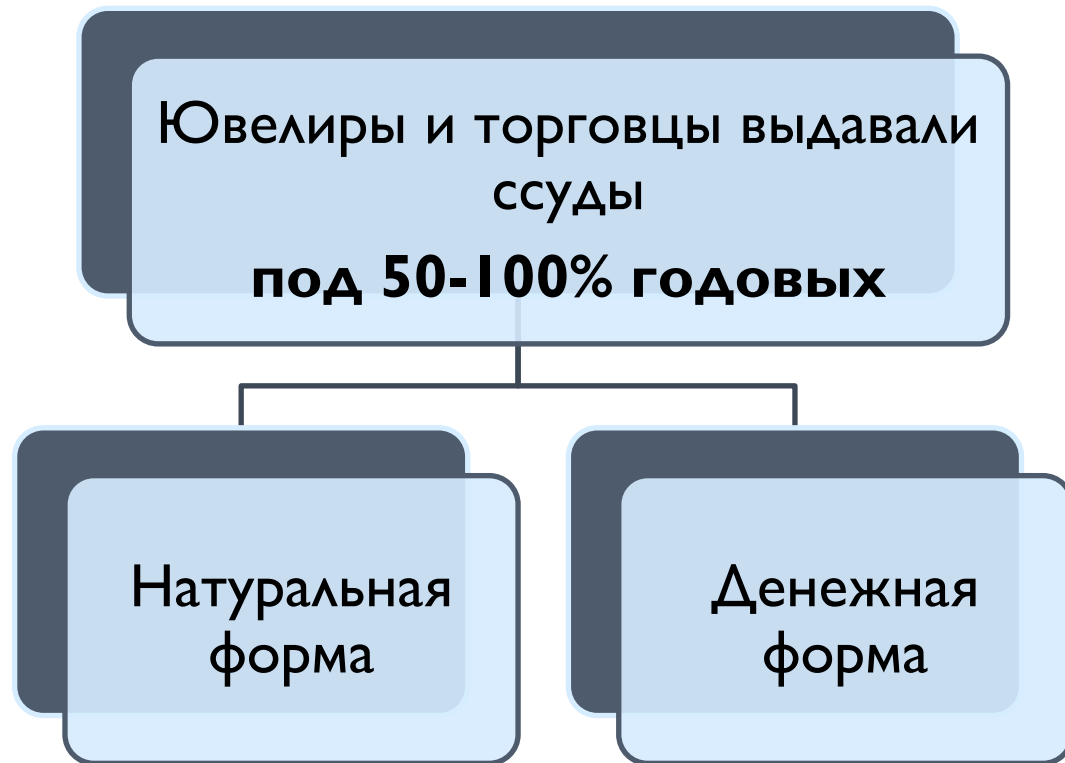 Ювелиры и торговцы выдавали
ссуды
под 50-100% годовых
Натуральная
форма
Денежная
форма